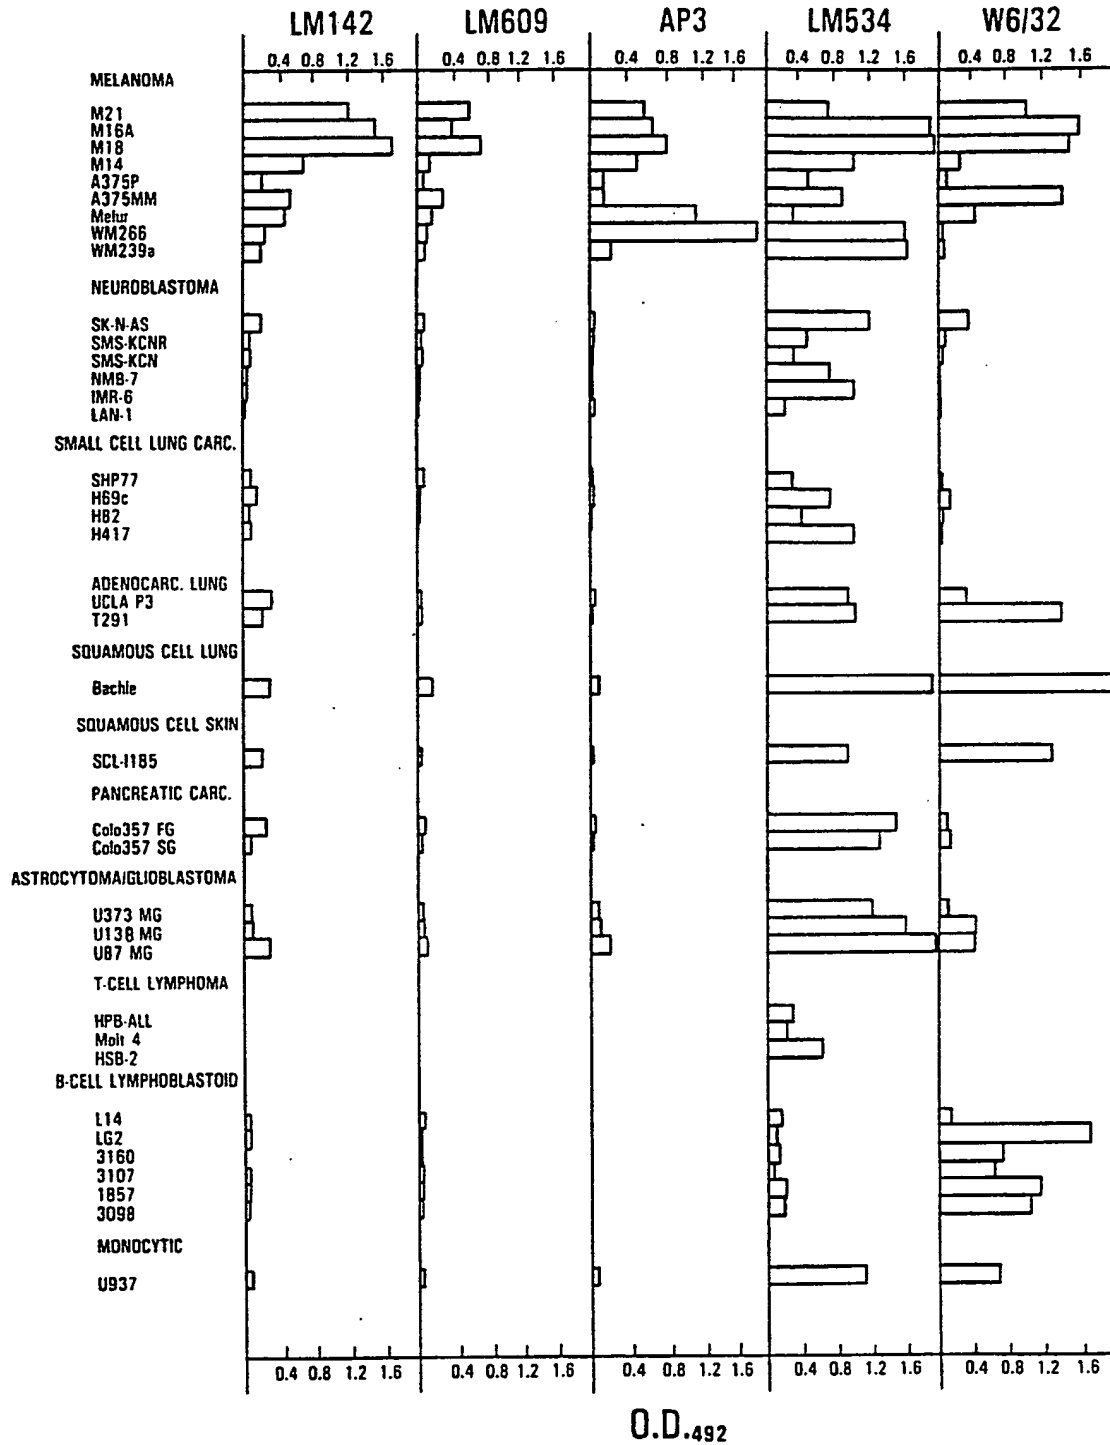 LM142 LM609 AP3 LM534 W6/32
0.4 0.8 1.2 1.6 0.4 0.8 1.2 1.6 0.4 0.8 1.2 1.6 0.4 0.8 1.2 1.6 0.4 0.8 1.2 1.6
MELANOMA
M21
M16A
M18
M14
A375P
A375MM
Melur
WM266
WM239a
NEUROBLASTOMA
SK-N-AS
SMS-KCNR
SMS-KCN
NMB-7
IMR-6
LAN-1
SMALL CELL LUNG CARC.
SHP77
H69c
H82
H417
ADENOCARC. LUNG
UCLA P3
T291
SQUAMOUS CELL LUNG
Bachie
SQUAMOUS CELL SKIN
SCL-I185
PANCREATIC CARC.
Colo357 FG
Colo357 SG
ASTROCYTOMA/GLIOBLASTOMA
U373 MG
U138 MG
U87 MG
T-CELL LYMPHOMA
HPB-ALL
Molt 4
HSB-2
B-CELL LYMPHOBLASTOID
L14
LG2
3160
3107
1857
3098
MONOCYTIC
U937
0.4 0.8 1.2 1.6 0.4 0.8 1.2 1.6 0.4 0.8 1.2 1.6 0.4 0.8 1.2 1.6 0.4 0.8 1.2 1.6
O.D.492